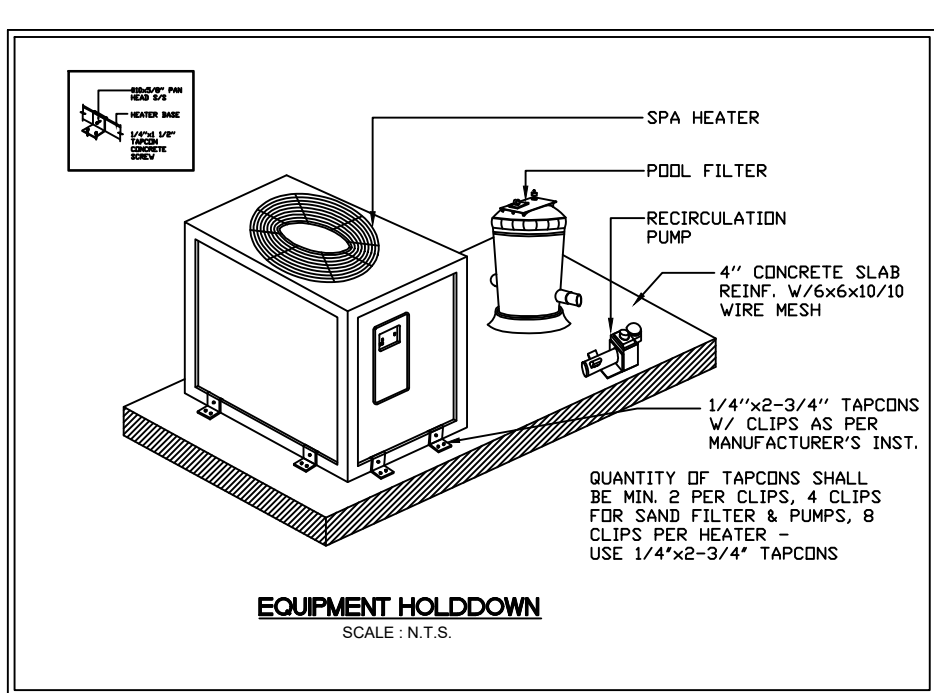 #10x5/8" PAN
HEAD S/S
HEATER BASE
1/4"x1 1/2"
TAPCON
CONCRETE
SCREW
SPA HEATER
POOL FILTER
RECIRCULATION
PUMP
4'' CONCRETE SLAB
REINF. W/6x6x10/10
WIRE MESH
1/4''x2-3/4'' TAPCONS
W/ CLIPS AS PER
MANUFACTURER'S INST.
QUANTITY OF TAPCONS SHALL
BE MIN. 2 PER CLIPS, 4 CLIPS
FOR SAND FILTER & PUMPS, 8
CLIPS PER HEATER -
USE 1/4"x2-3/4" TAPCONS
EQUIPMENT HOLDDOWN
SCALE : N.T.S.